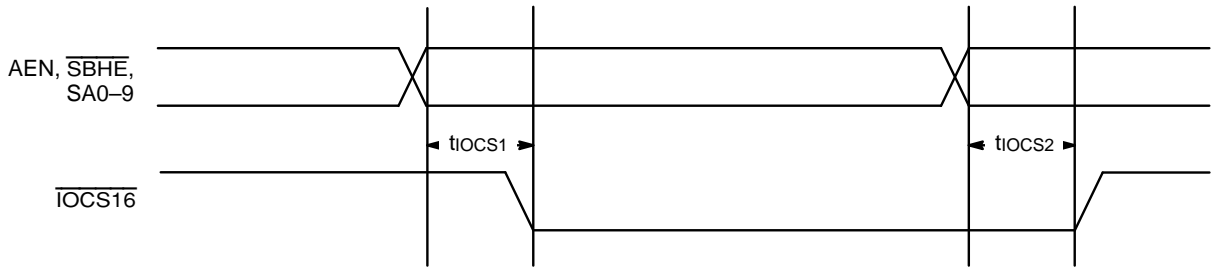 AEN, SBHE,
SA0–9
tIOCS1
tIOCS2
IOCS16